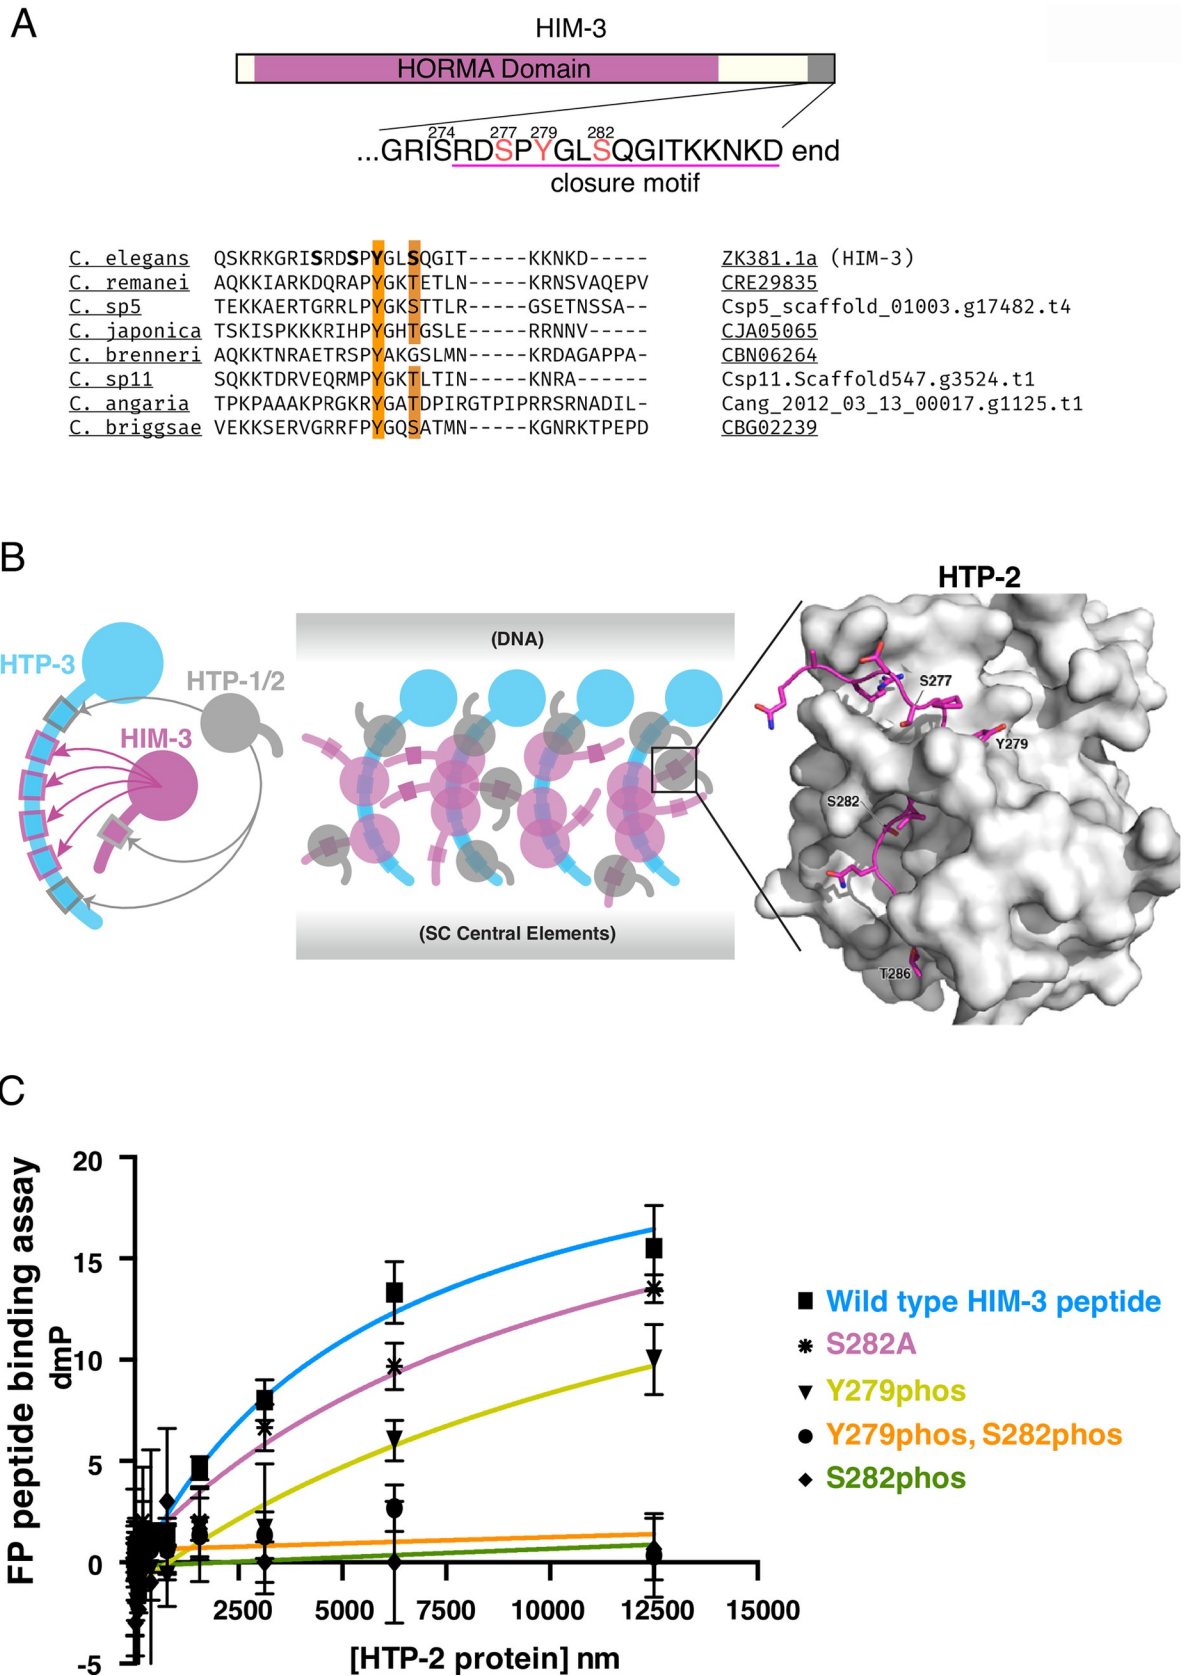 A
HIM-3
HORMA Domain
274 277 279 282
...GRISRDSPYGLSQGITKKNKD end
closure motif
C. elegans QSKRKGRISRDSPYGLSQGIT-----KKNKD----- ZK381.1a (HIM-3)
C. remanei AQKKIARKDQRAPYGKTETLN-----KRNSVAQEPV CRE29835
C. sp5 TEKKAERTGRRLPYGKSTTLR-----GSETNSSA-- Csp5_scaffold_01003.g17482.t4
C. japonica TSKISPKKKRIHPYGHTGSLE-----RRNNV----- CJA05065
C. brenneri AQKKTNRAETRSPYAKGSLMN-----KRDAGAPPA- CBN06264
C. sp11 SQKKTDRVEQRMPYGKTLTIN-----KNRA------ Csp11.Scaffold547.g3524.t1
C. angaria TPKPAAAKPRGKRYGATDPIRGTPIPRRSRNADIL- Cang_2012_03_13_00017.g1125.t1
C. briggsae VEKKSERVGRRFPYGQSATMN-----KGNRKTPEPD CBG02239
B
HTP-3
HTP-1/2
HIM-3
(DNA)
(SC Central Elements)
HTP-2
S277
Y279
S282
T286
C
FP peptide binding assay
dmP
20
15
10
5
0
-5
2500 5000 7500 10000 12500 15000
[HTP-2 protein] nm
Wild type HIM-3 peptide
S282A
Y279phos
Y279phos, S282phos
S282phos